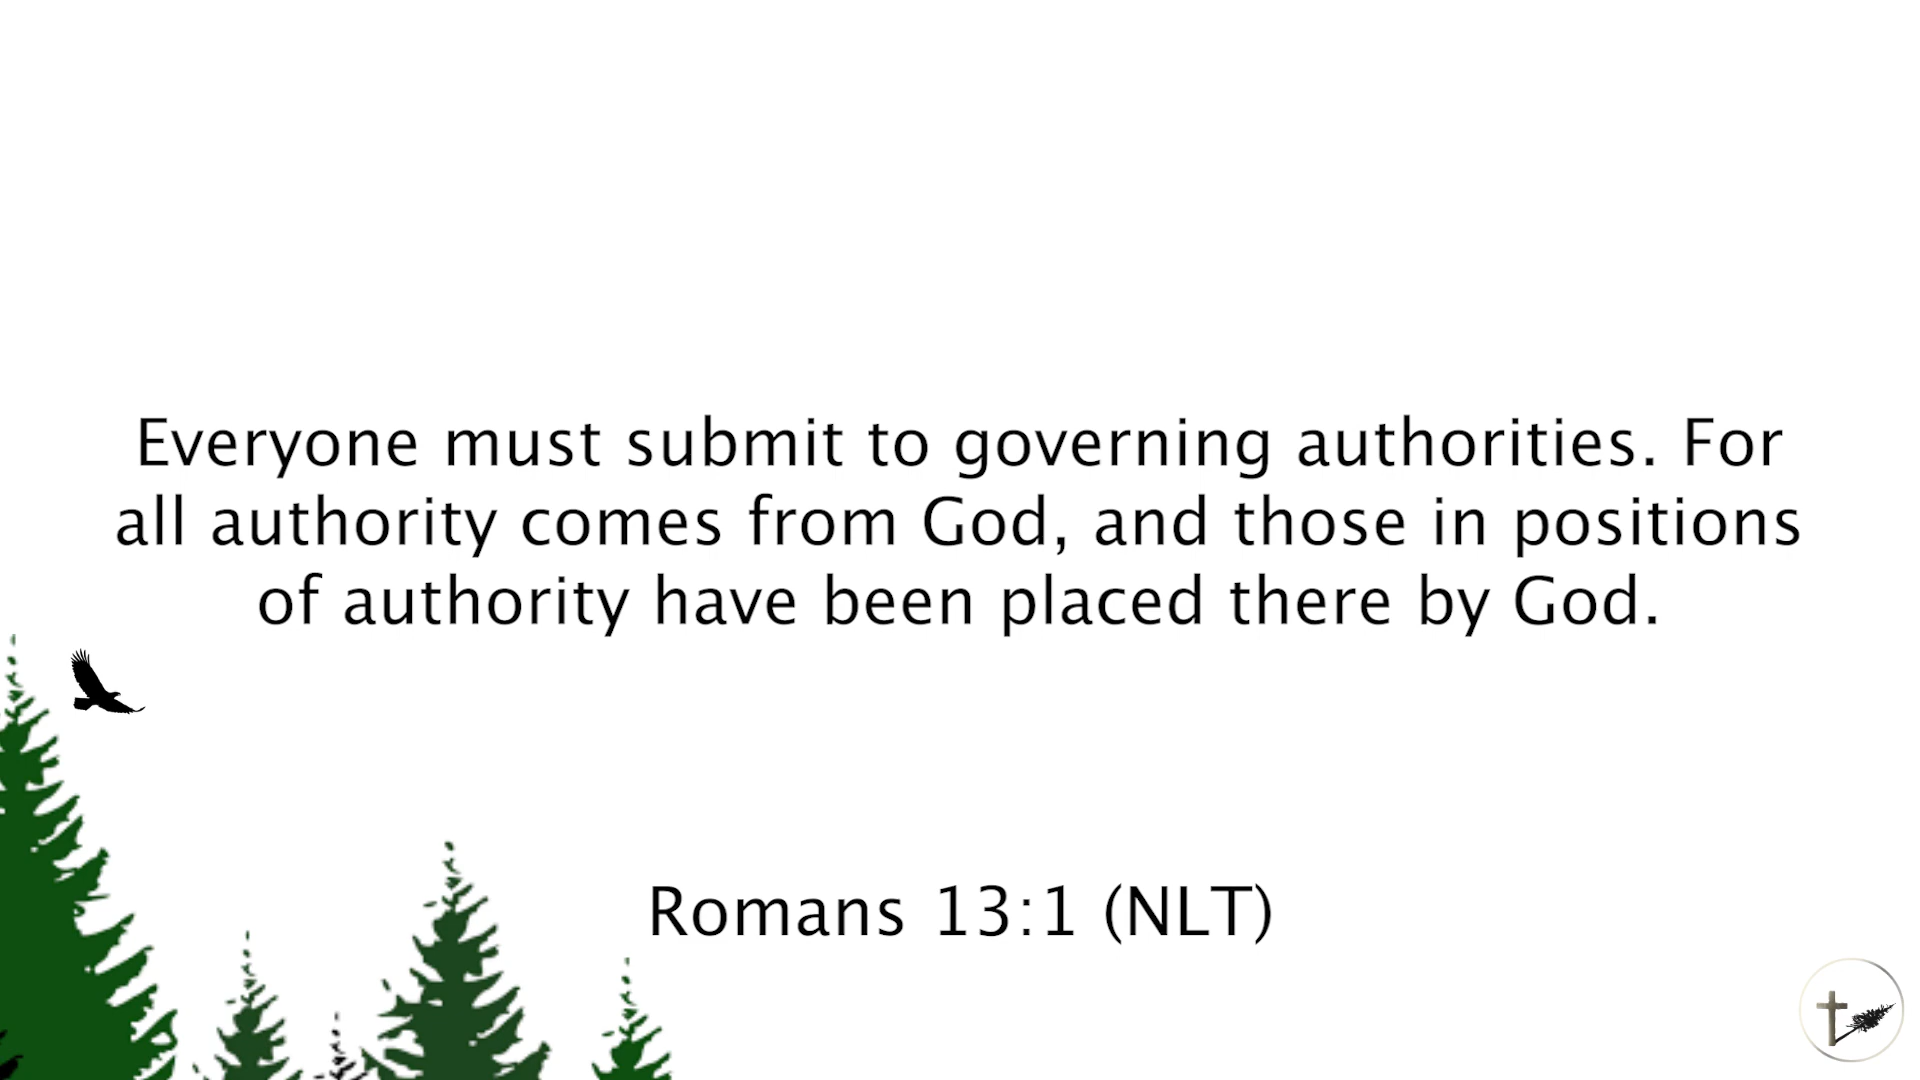 Everyone must submit to governing authorities. For
all authority comes from God, and those in positions
of authority have been placed there by God.
Romans 13:1 (NLT)